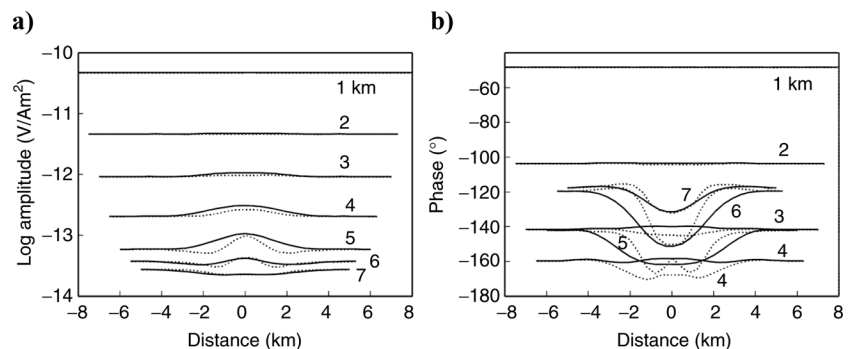 a)
Log amplitude (V/Am²)
−10
−11
−12
−13
−14
1 km
2
3
4
5
6
7
−8 −6 −4 −2 0 2 4 6 8
Distance (km)
b)
Phase (°)
−40
−60
−80
−100
−120
−140
−160
−180
1 km
2
7
6
3
5
4
4
−8 −6 −4 −2 0 2 4 6 8
Distance (km)